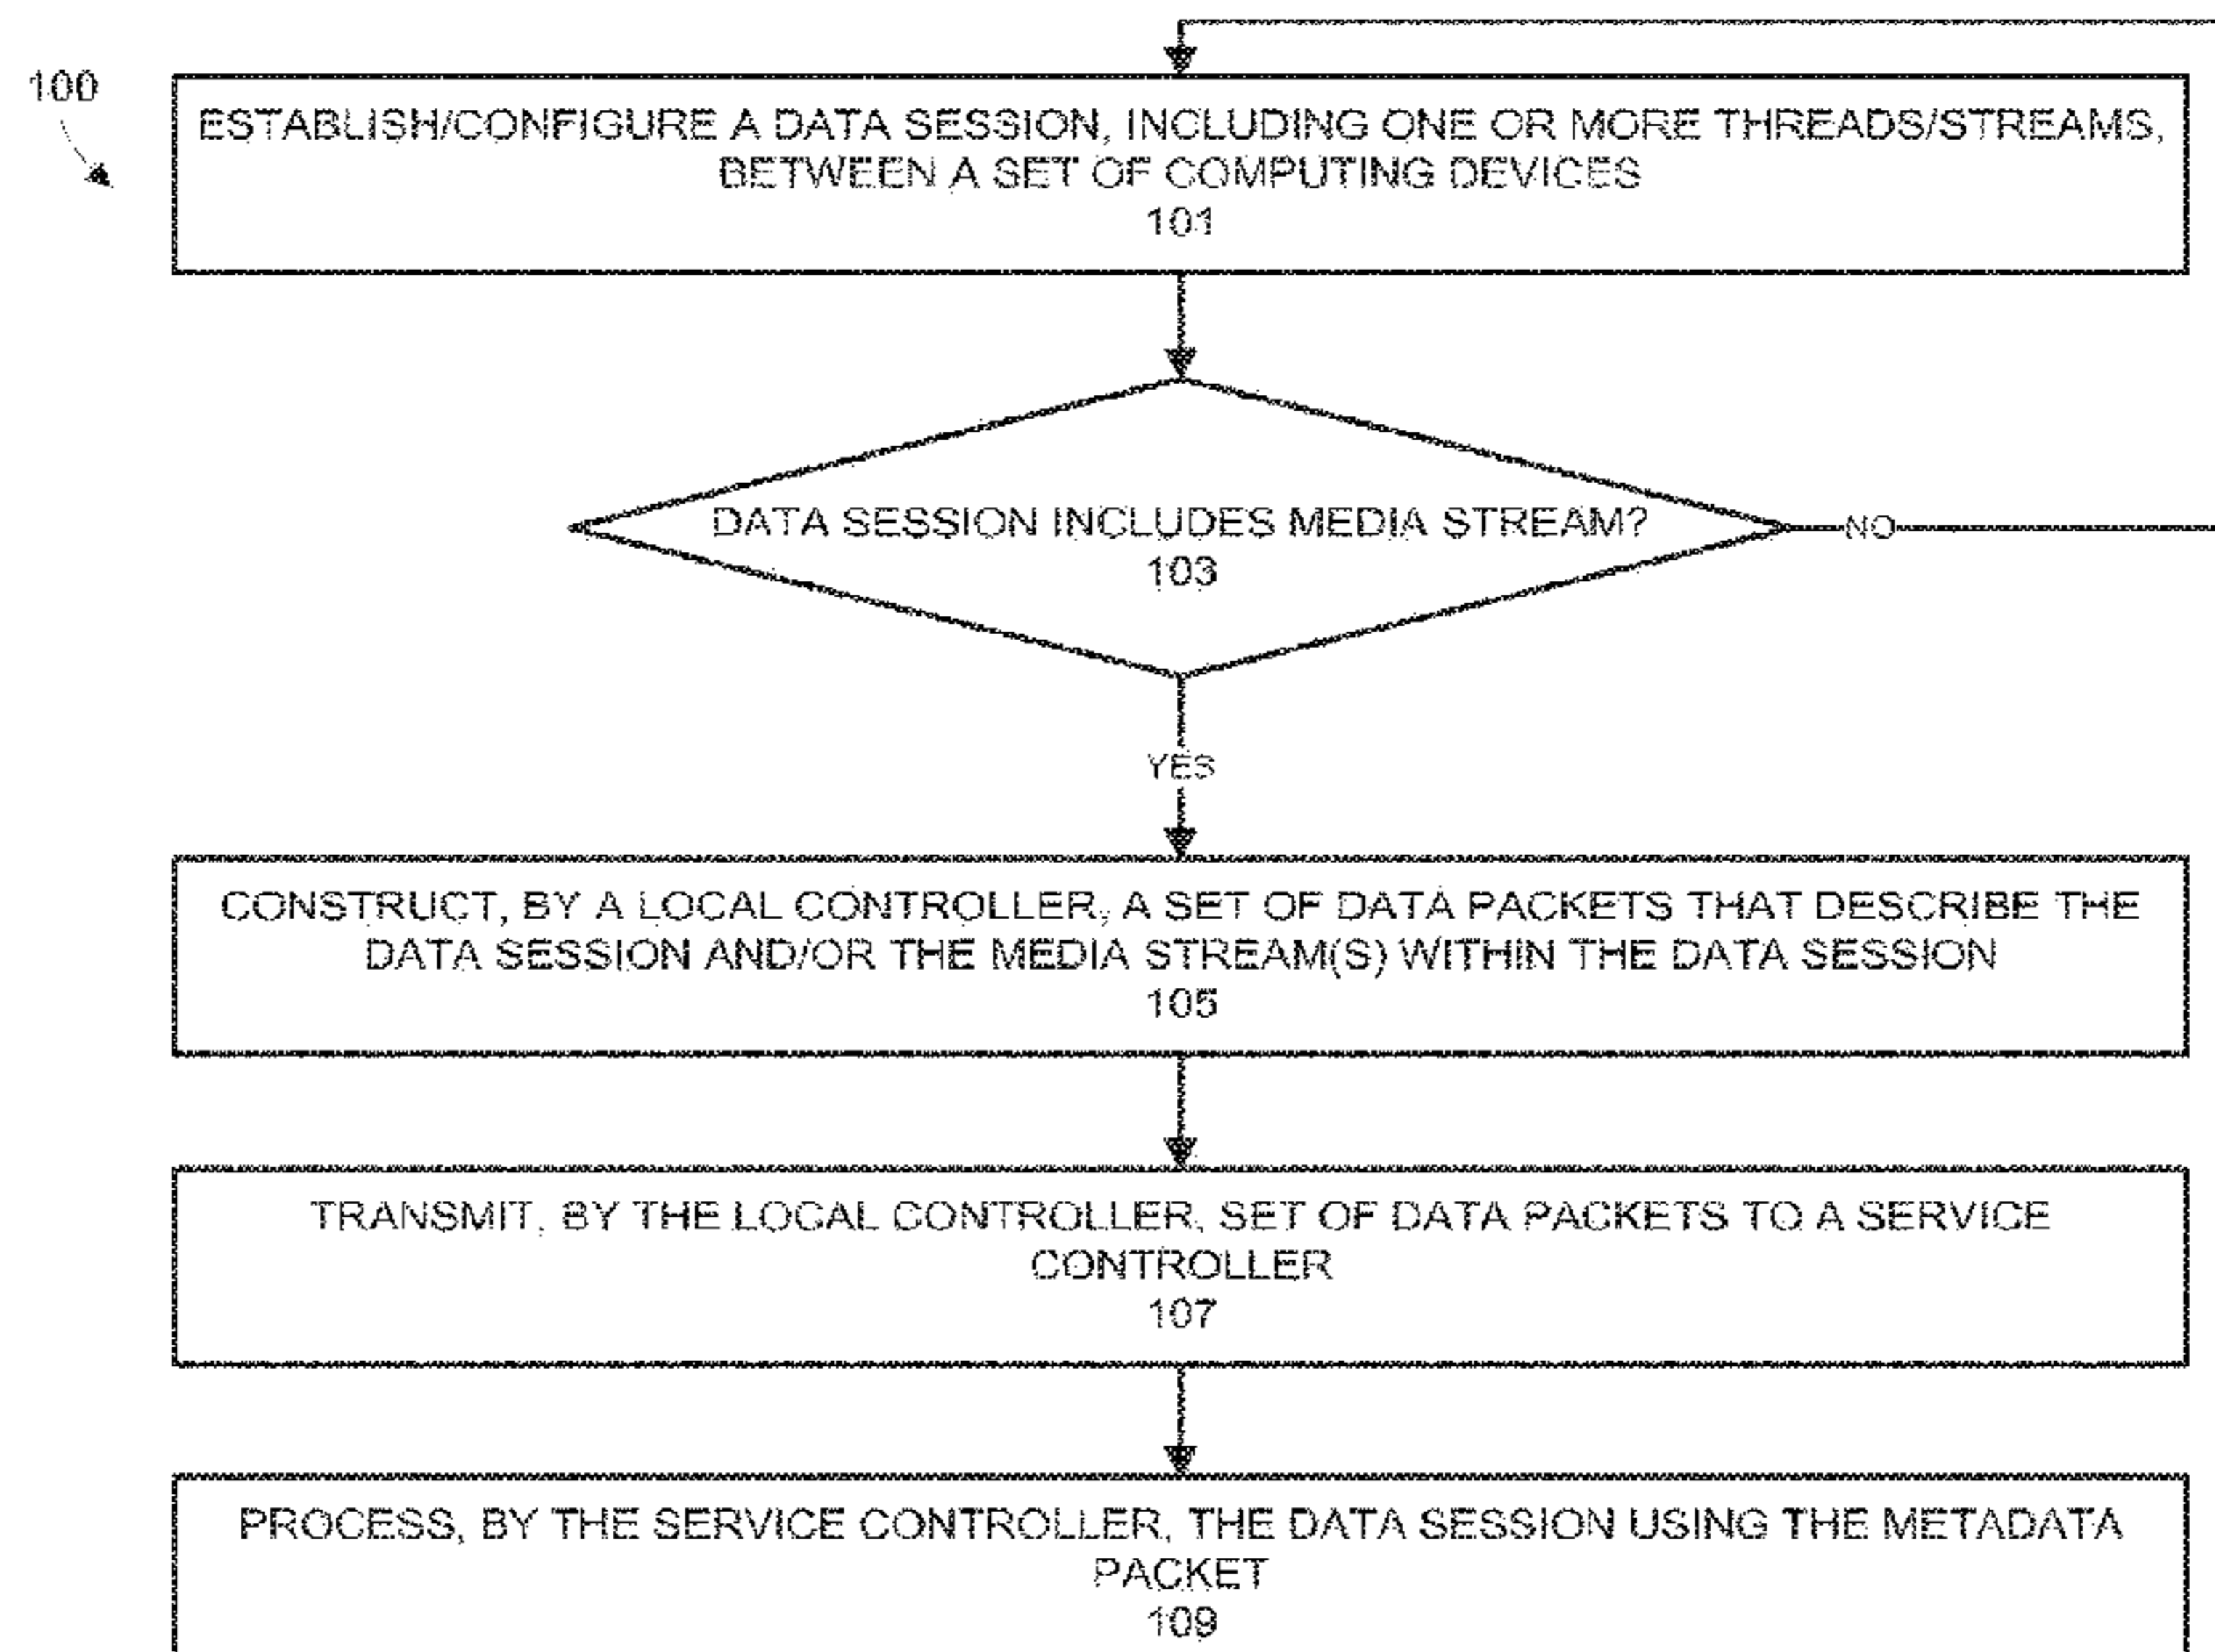 100
ESTABLISH/CONFIGURE A DATA SESSION, INCLUDING ONE OR MORE THREADS/STREAMS,
BETWEEN A SET OF COMPUTING DEVICES
101
DATA SESSION INCLUDES MEDIA STREAM?
103
NO
YES
CONSTRUCT, BY A LOCAL CONTROLLER, A SET OF DATA PACKETS THAT DESCRIBE THE
DATA SESSION AND/OR THE MEDIA STREAM(S) WITHIN THE DATA SESSION
105
TRANSMIT, BY THE LOCAL CONTROLLER, SET OF DATA PACKETS TO A SERVICE
CONTROLLER
107
PROCESS, BY THE SERVICE CONTROLLER, THE DATA SESSION USING THE METADATA
PACKET
109